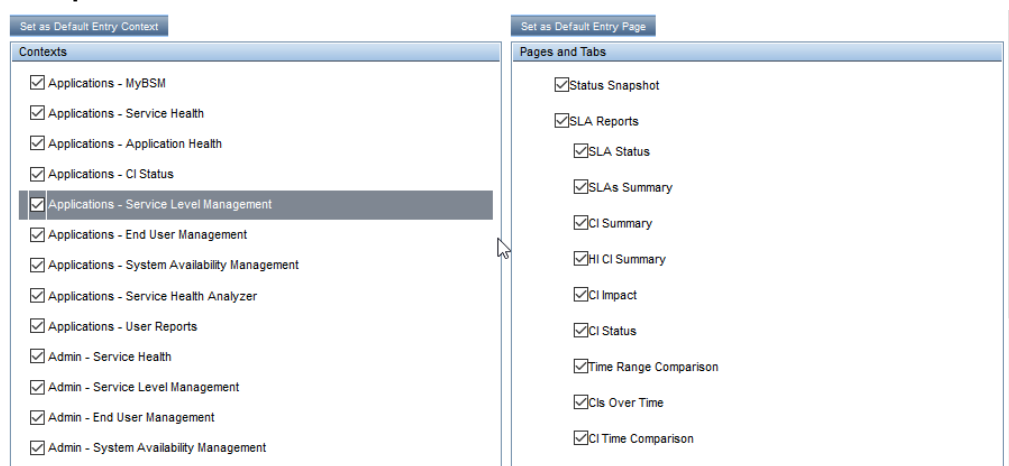 Set as Default Entry Context
Contexts
Applications - MyBSM
Applications - Service Health
Applications - Application Health
Applications - CI Status
Applications - Service Level Management
Applications - End User Management
Applications - System Availability Management
Applications - Service Health Analyzer
Applications - User Reports
Admin - Service Health
Admin - Service Level Management
Admin - End User Management
Admin - System Availability Management
Set as Default Entry Page
Pages and Tabs
Status Snapshot
SLA Reports
SLA Status
SLAs Summary
CI Summary
HI CI Summary
CI Impact
CI Status
Time Range Comparison
CIs Over Time
CI Time Comparison